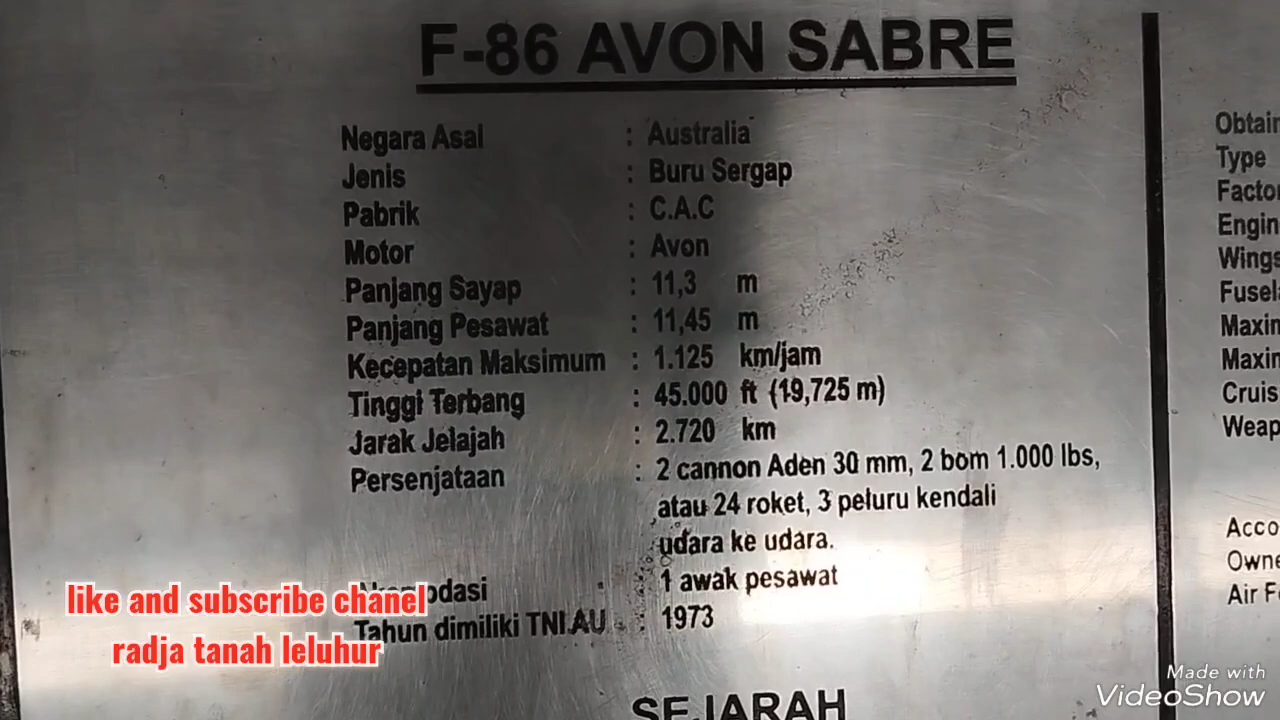 F-86 AVON SABRE
Negara Asal : Australia
Jenis : Buru Sergap
Pabrik : C.A.C
Motor : Avon
Panjang Sayap : 11,3 m
Panjang Pesawat : 11,45 m
Kecepatan Maksimum : 1.125 km/jam
Tinggi Terbang : 45.000 ft (19,725 m)
Jarak Jelajah : 2.720 km
Persenjataan : 2 cannon Aden 30 mm, 2 bom 1.000 lbs,
atau 24 roket, 3 peluru kendali
udara ke udara.
: 1 awak pesawat
Tahun dimiliki TNI.AU : 1973
SEJARAH
Obtain
Type
Factor
Engin
Wings
Fusel
Maxin
Maxin
Cruis
Weap
Acco
Owne
Air F
like and subscribe chanel
radja tanah leluhur
Made with
VideoShow